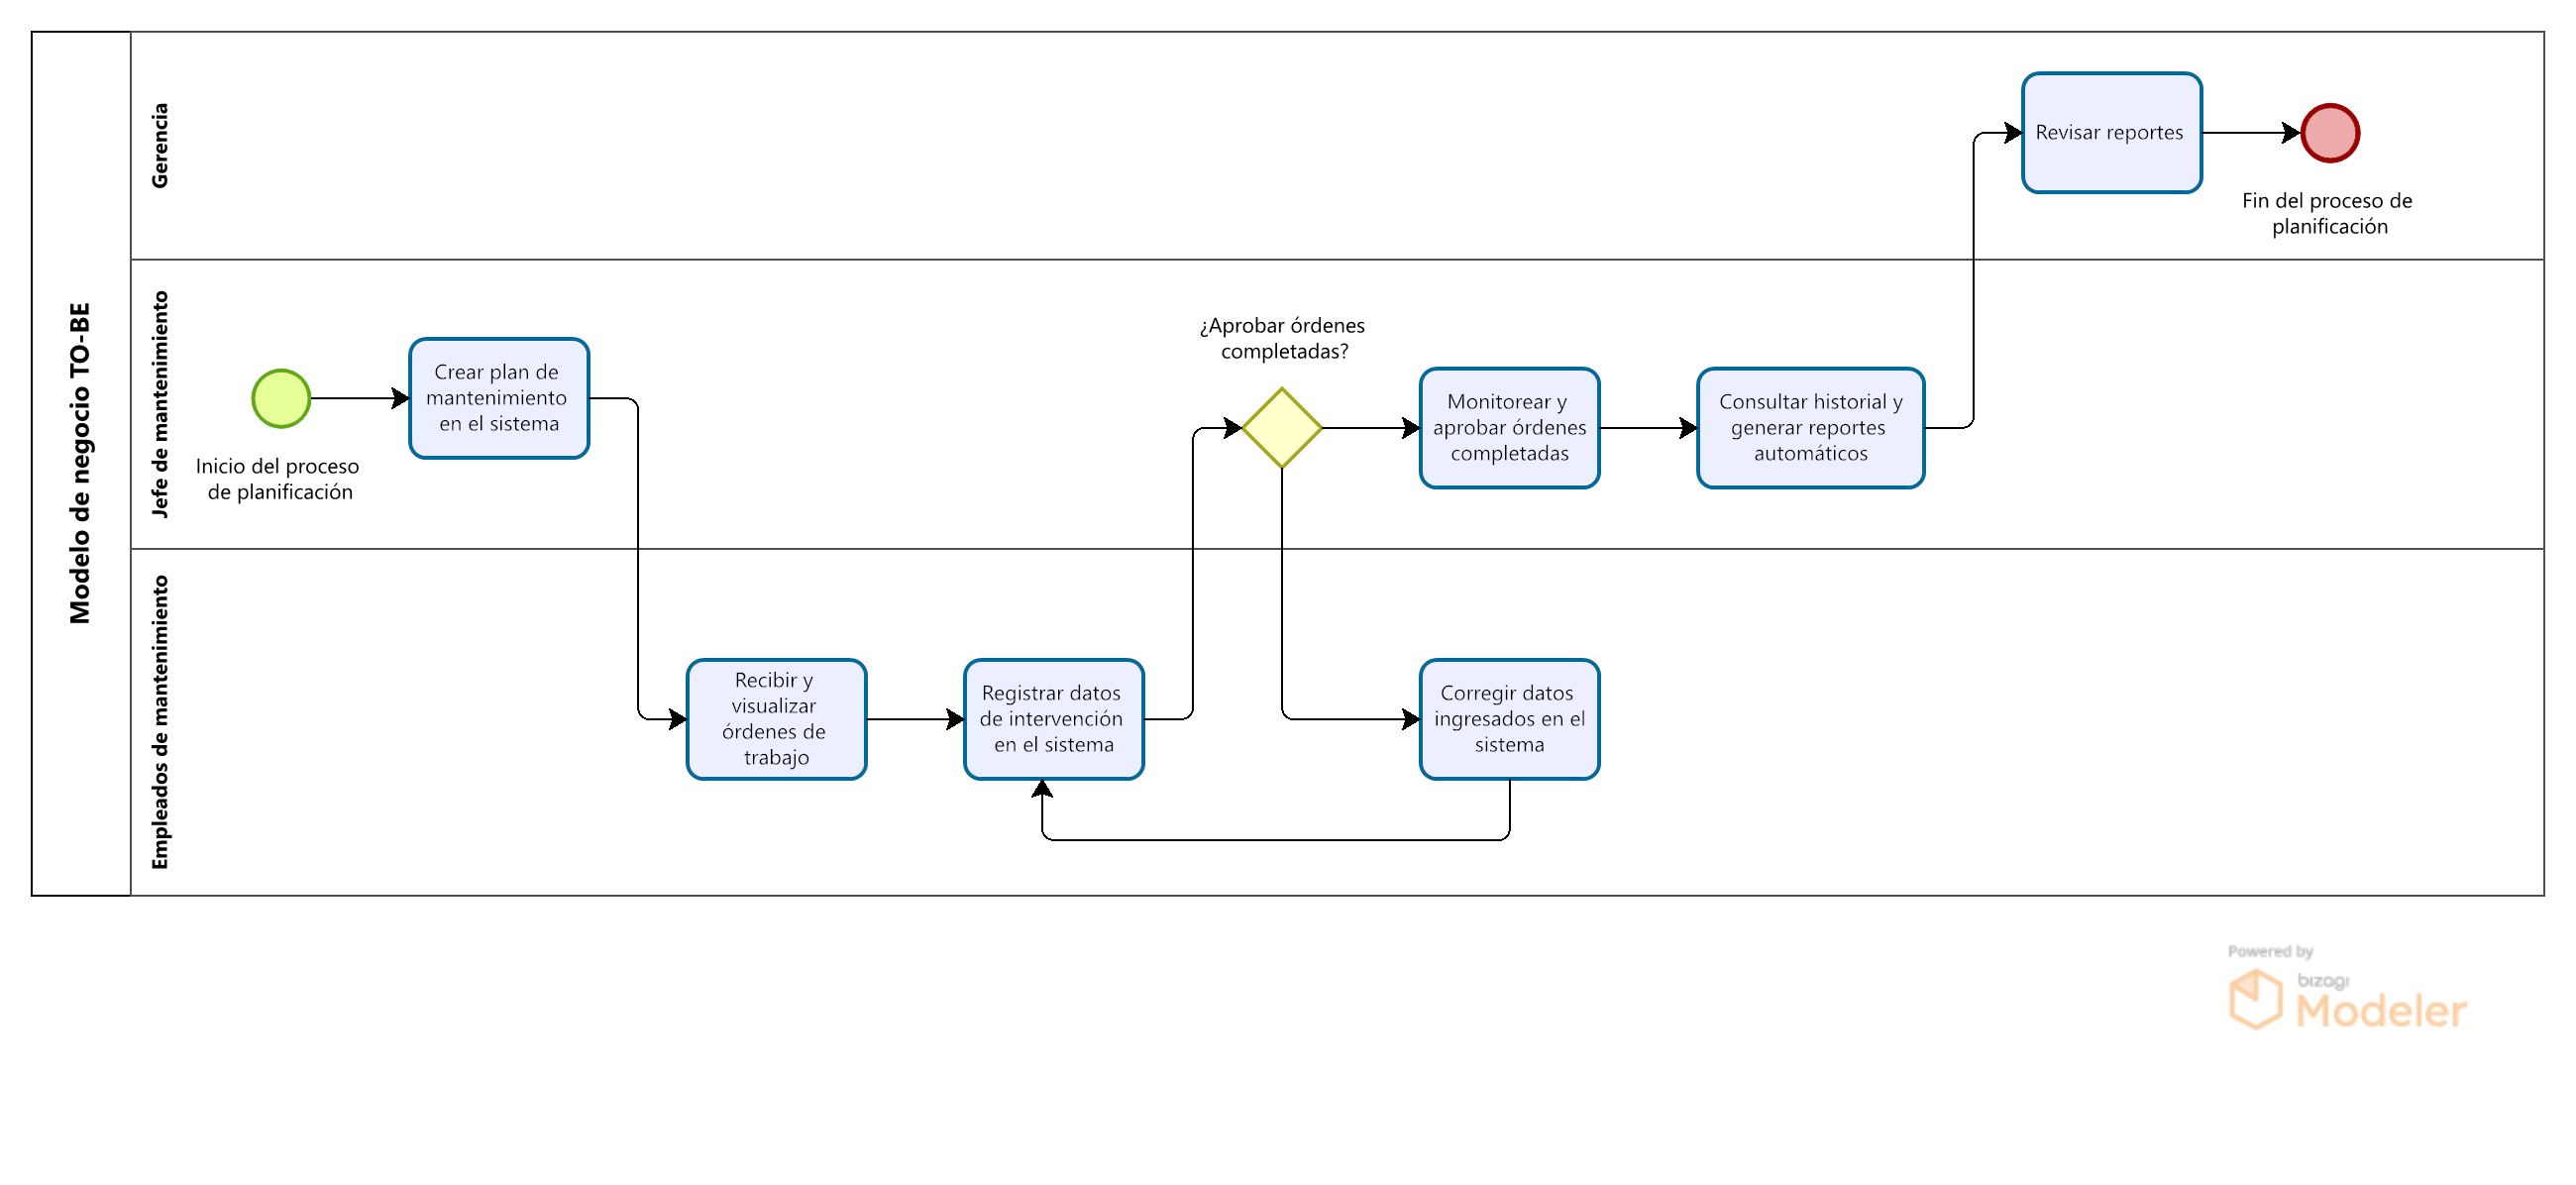 Modelo de negocio TO-BE
Gerencia
Revisar reportes
Fin del proceso de
planificación
Jefe de mantenimiento
Inicio del proceso
de planificación
Crear plan de
mantenimiento
en el sistema
¿Aprobar órdenes
completadas?
Monitorear y
aprobar órdenes
completadas
Consultar historial y
generar reportes
automáticos
Empleados de mantenimiento
Recibir y
visualizar
órdenes de
trabajo
Registrar datos
de intervención
en el sistema
Corregir datos
ingresados en el
sistema
Powered by
bizagi
Modeler